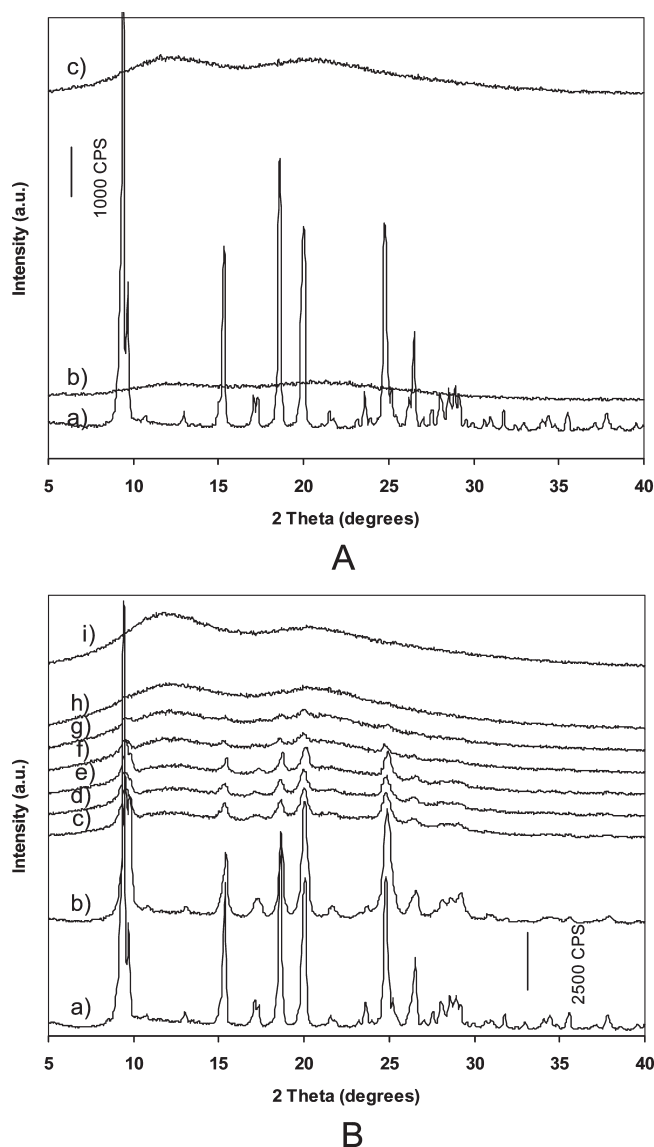 c)
1000 CPS
Intensity (a.u.)
b)
a)
5 10 15 20 25 30 35 40
2 Theta (degrees)
A
i)
h)
g)
f)
e)
d)
c)
Intensity (a.u.)
b)
2500 CPS
a)
5 10 15 20 25 30 35 40
2 Theta (degrees)
B